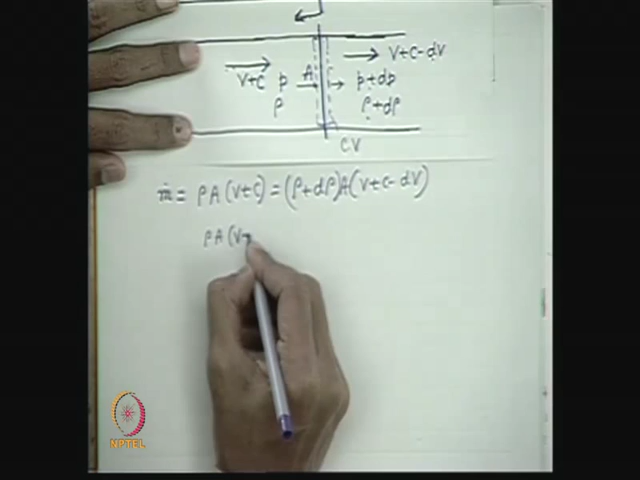 V+C-dV
V+C p A p+dp
ρ ρ+dρ
CV
ṁ = ρA(V+C) = (ρ+dρ)A(V+C-dV)
ρA(V+
NPTEL